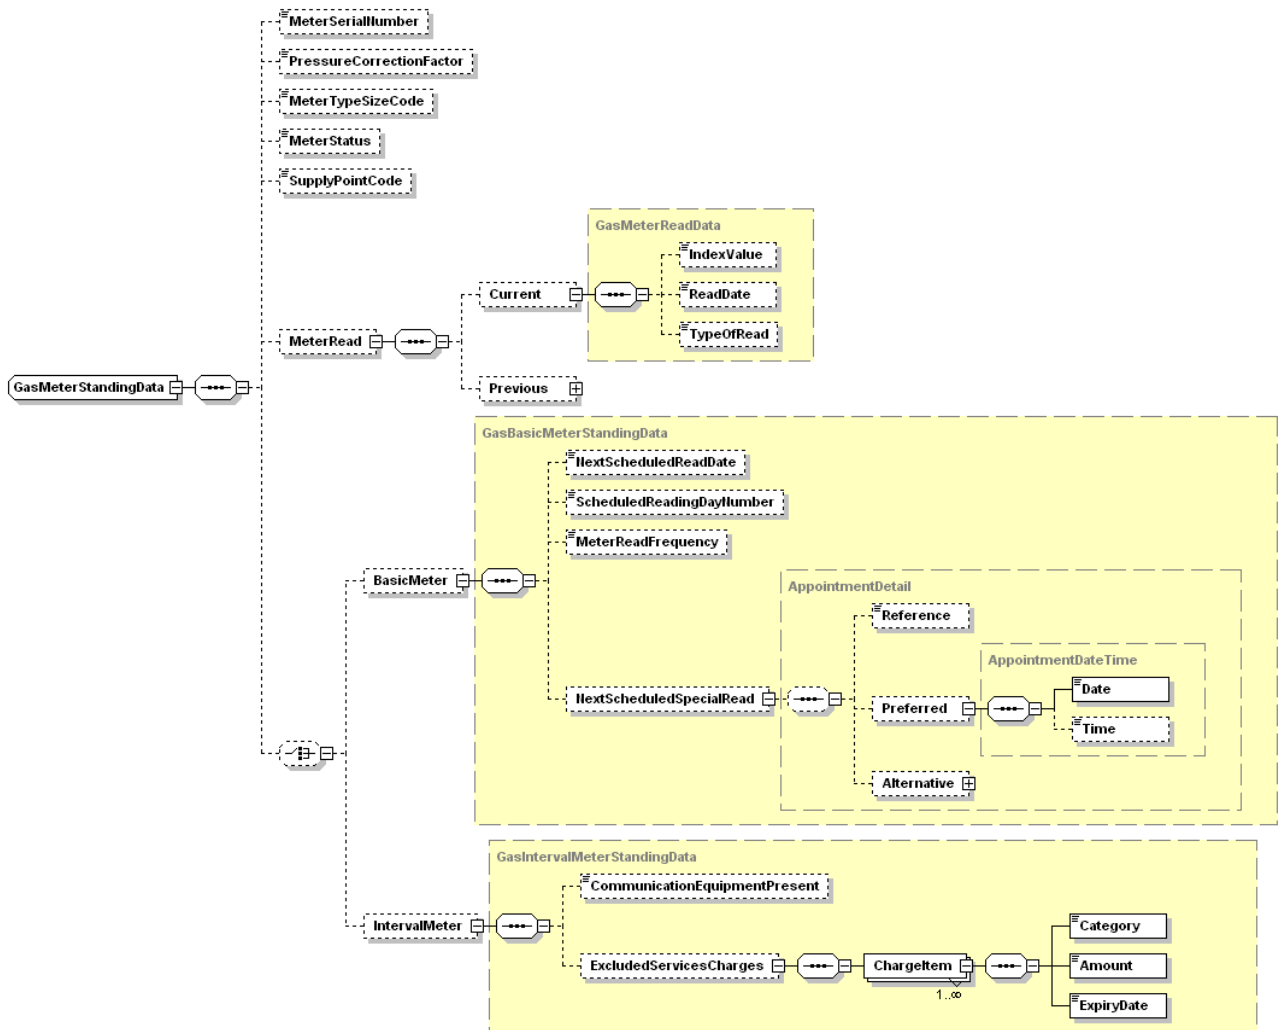 MeterSerialNumber
PressureCorrectionFactor
MeterTypeSizeCode
MeterStatus
SupplyPointCode
GasMeterReadData
IndexValue
Current
ReadDate
TypeOfRead
MeterRead
GasMeterStandingData
Previous
GasBasicMeterStandingData
NextScheduledReadDate
ScheduledReadingDayNumber
MeterReadFrequency
BasicMeter
AppointmentDetail
Reference
AppointmentDateTime
Date
NextScheduledSpecialRead
Preferred
Time
Alternative
GasIntervalMeterStandingData
CommunicationEquipmentPresent
IntervalMeter
Category
ExcludedServicesCharges
ChargeItem
Amount
1..∞
ExpiryDate